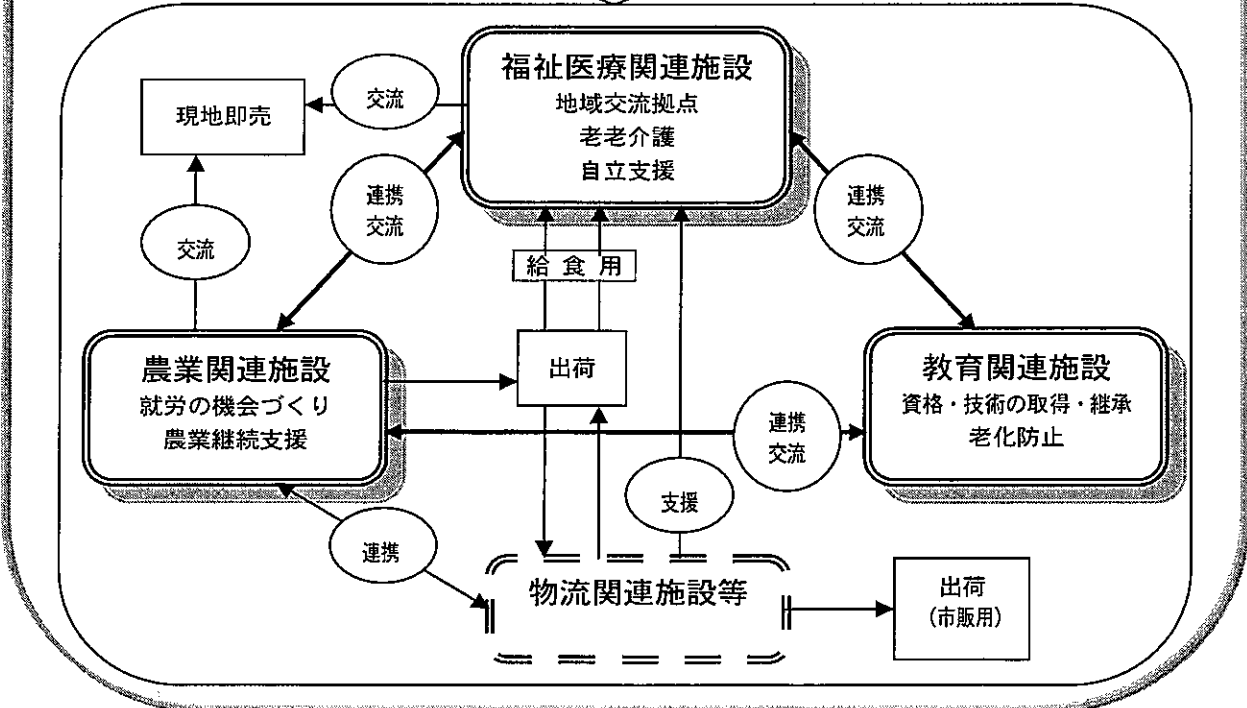 福祉医療関連施設
地域交流拠点
老老介護
自立支援
交流
現地即売
連携
交流
連携
交流
交流
給食用
農業関連施設
就労の機会づくり
農業継続支援
出荷
教育関連施設
資格・技術の取得・継承
老化防止
連携
交流
支援
連携
物流関連施設等
出荷
（市販用）